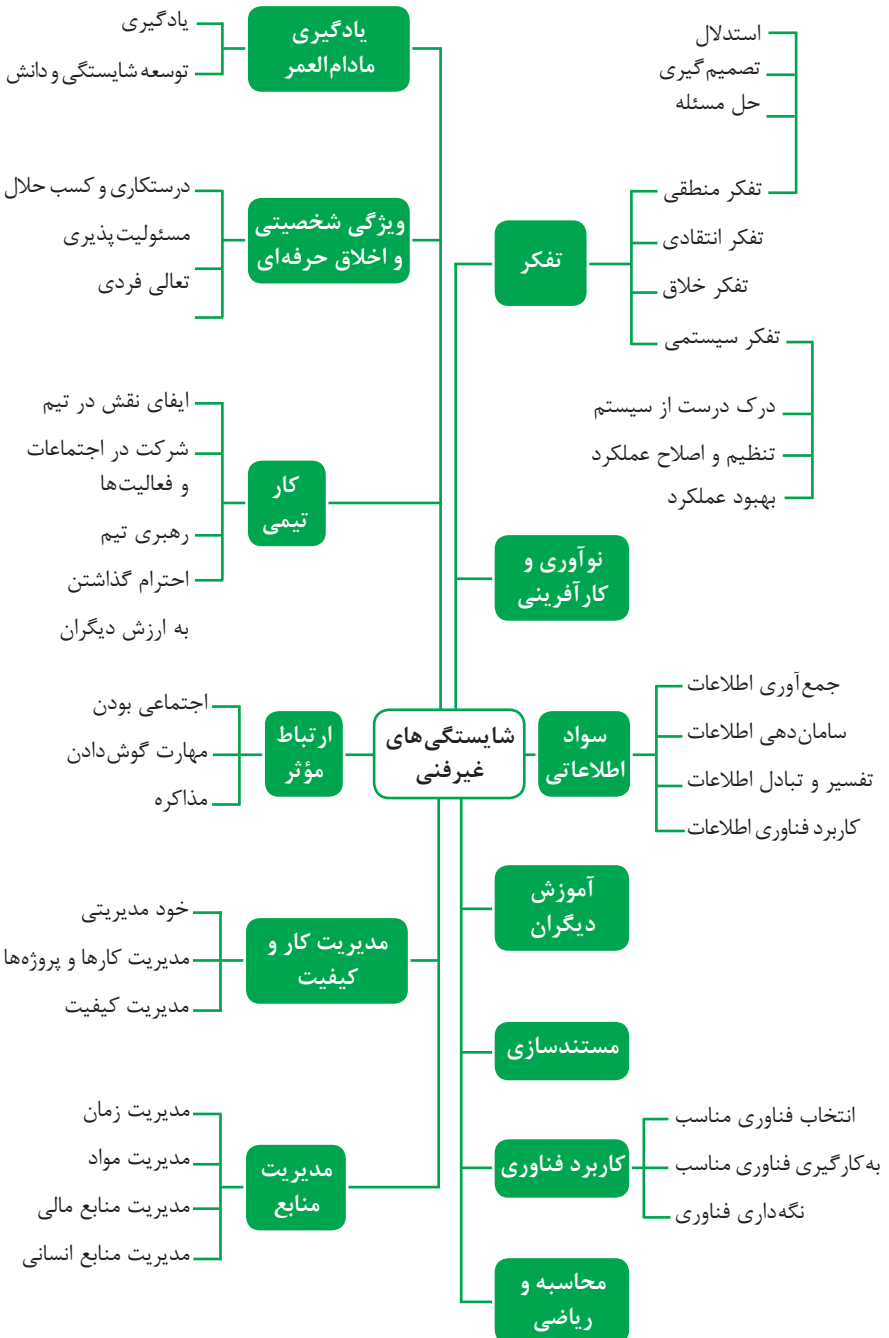 استدلال
تصمیم‌گیری
حل مسئله
تفکر منطقی
تفکر انتقادی
تفکر خلاق
تفکر سیستمی
تفکر
درک درست از سیستم
تنظیم و اصلاح عملکرد
بهبود عملکرد
نوآوری و
کارآفرینی
سواد
اطلاعاتی
جمع‌آوری اطلاعات
سامان‌دهی اطلاعات
تفسیر و تبادل اطلاعات
کاربرد فناوری اطلاعات
آموزش
دیگران
مستندسازی
کاربرد فناوری
انتخاب فناوری مناسب
به‌کارگیری فناوری مناسب
نگه‌داری فناوری
محاسبه و
ریاضی
شایستگی‌های
غیرفنی
یادگیری
مادام‌العمر
یادگیری
توسعه شایستگی و دانش
ویژگی شخصیتی
و اخلاق حرفه‌ای
درستکاری و کسب حلال
مسئولیت‌پذیری
تعالی فردی
کار
تیمی
ایفای نقش در تیم
شرکت در اجتماعات
و فعالیت‌ها
رهبری تیم
احترام گذاشتن
به ارزش دیگران
ارتباط
مؤثر
اجتماعی بودن
مهارت گوش‌دادن
مذاکره
مدیریت کار و
کیفیت
خود مدیریتی
مدیریت کارها و پروژه‌ها
مدیریت کیفیت
مدیریت
منابع
مدیریت زمان
مدیریت مواد
مدیریت منابع مالی
مدیریت منابع انسانی